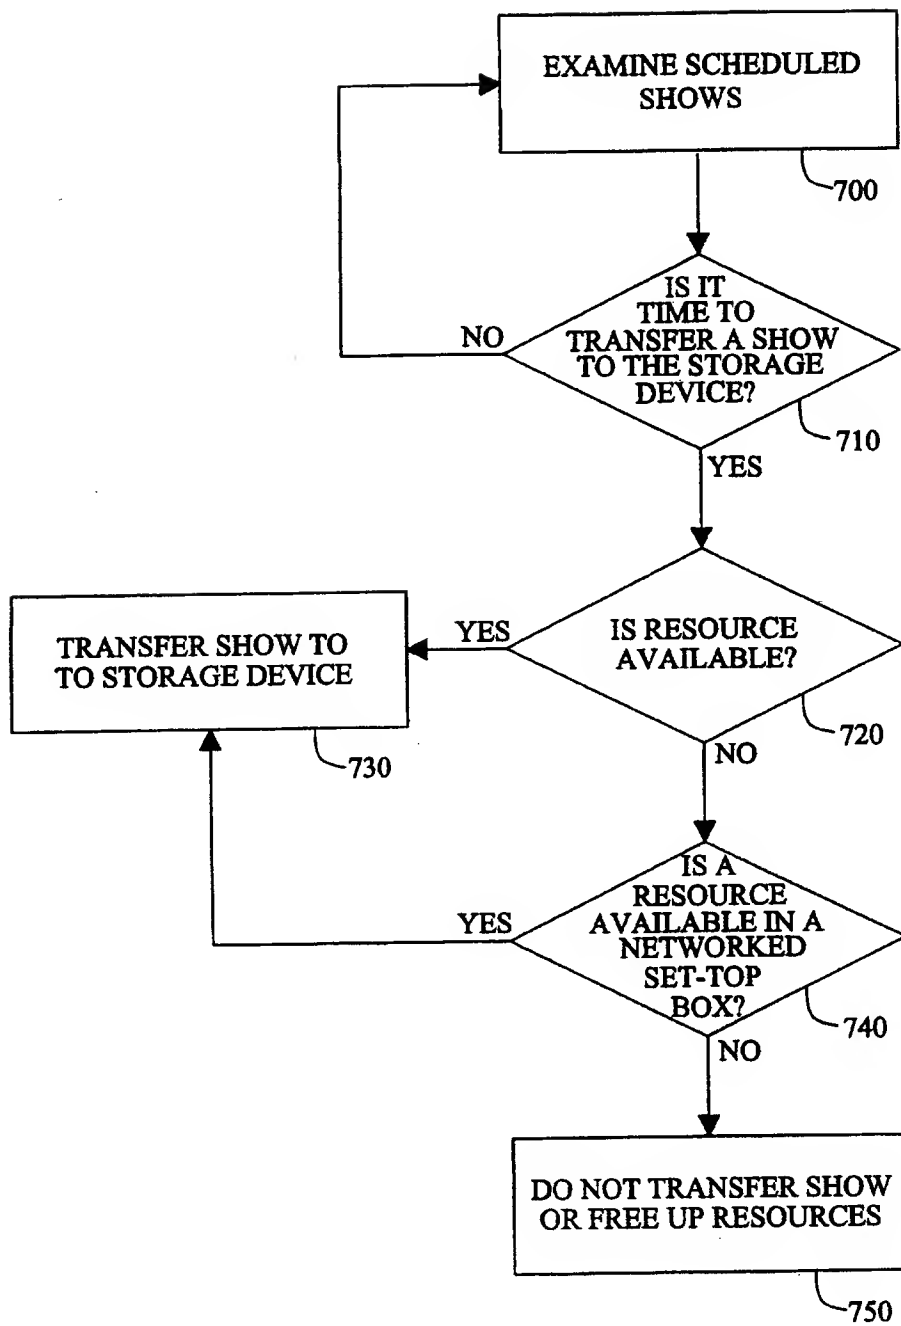 EXAMINE SCHEDULED
SHOWS
700
IS IT
TIME TO
TRANSFER A SHOW
TO THE STORAGE
DEVICE?
NO
710
YES
IS RESOURCE
AVAILABLE?
YES
720
TRANSFER SHOW TO
TO STORAGE DEVICE
730
NO
IS A
RESOURCE
AVAILABLE IN A
NETWORKED
SET-TOP
BOX?
YES
740
NO
DO NOT TRANSFER SHOW
OR FREE UP RESOURCES
750